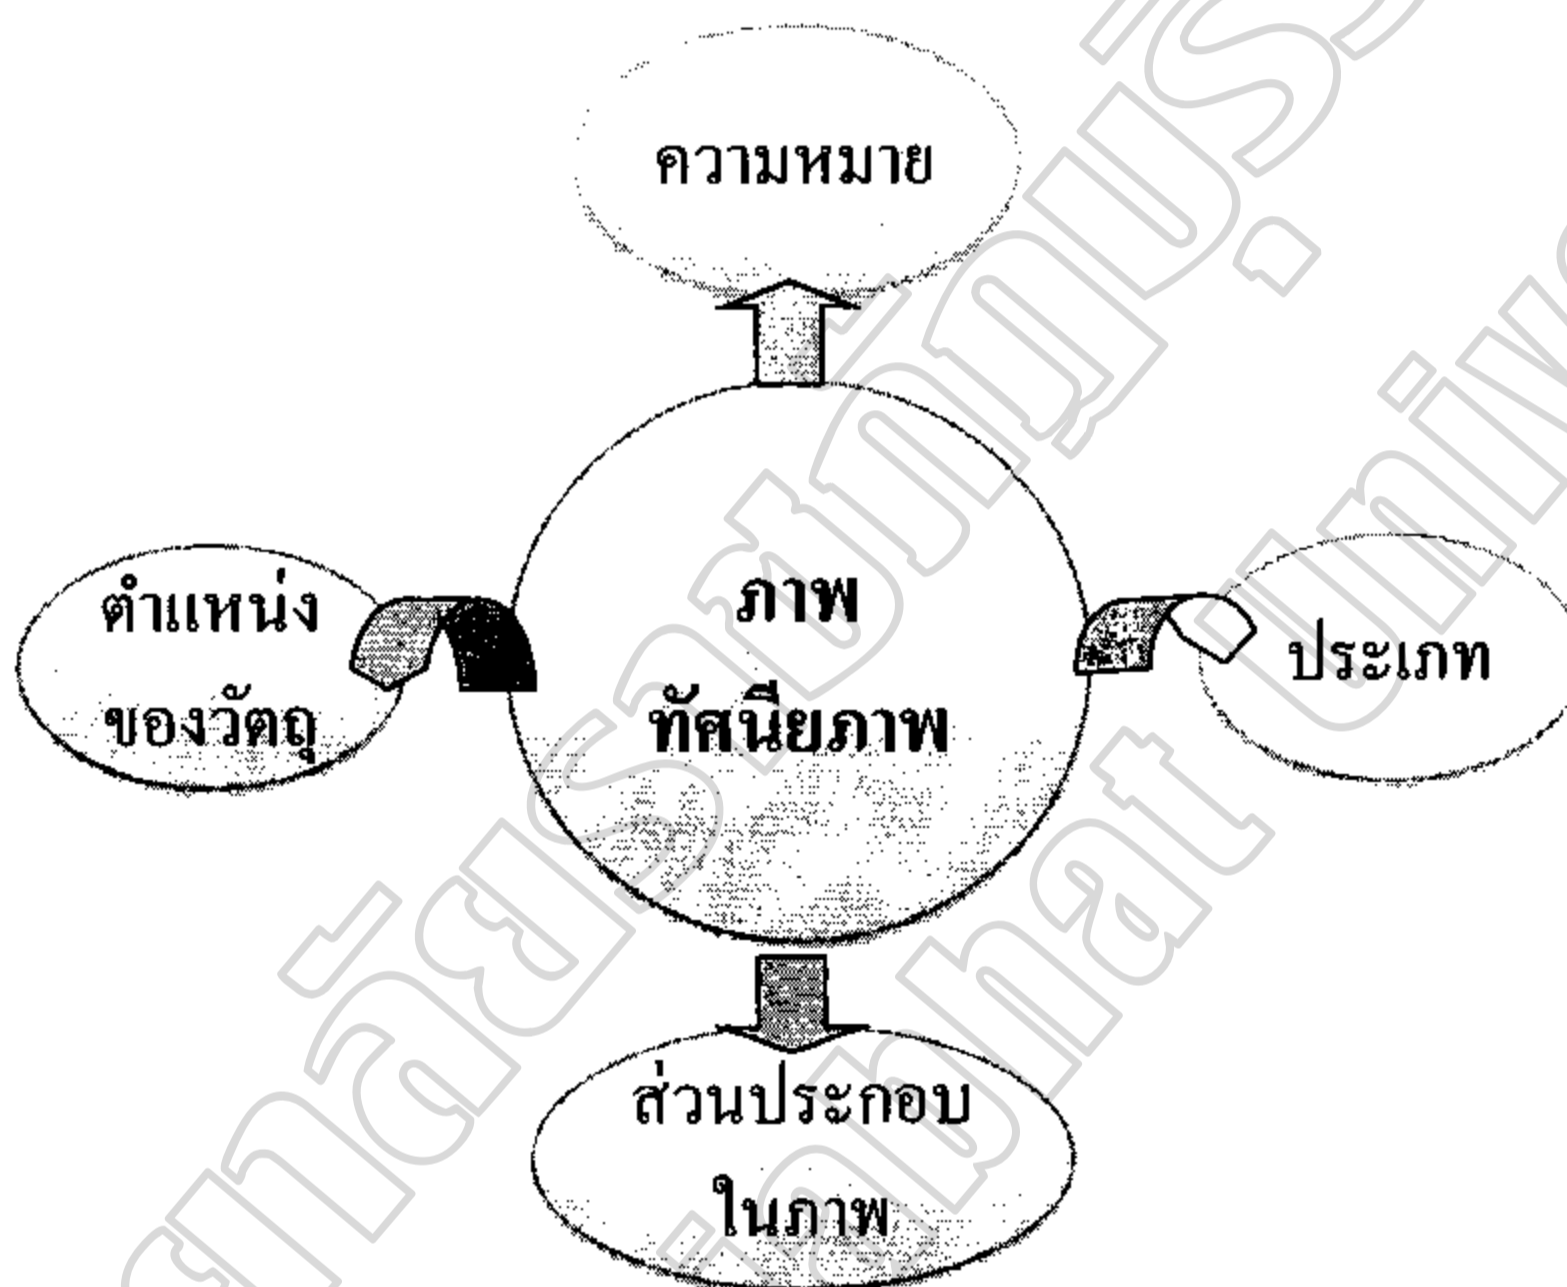 ความหมาย
ตำแหน่ง
ของวัตถุ
ภาพ
ทัศนียภาพ
ประเภท
ส่วนประกอบ
ในภาพ